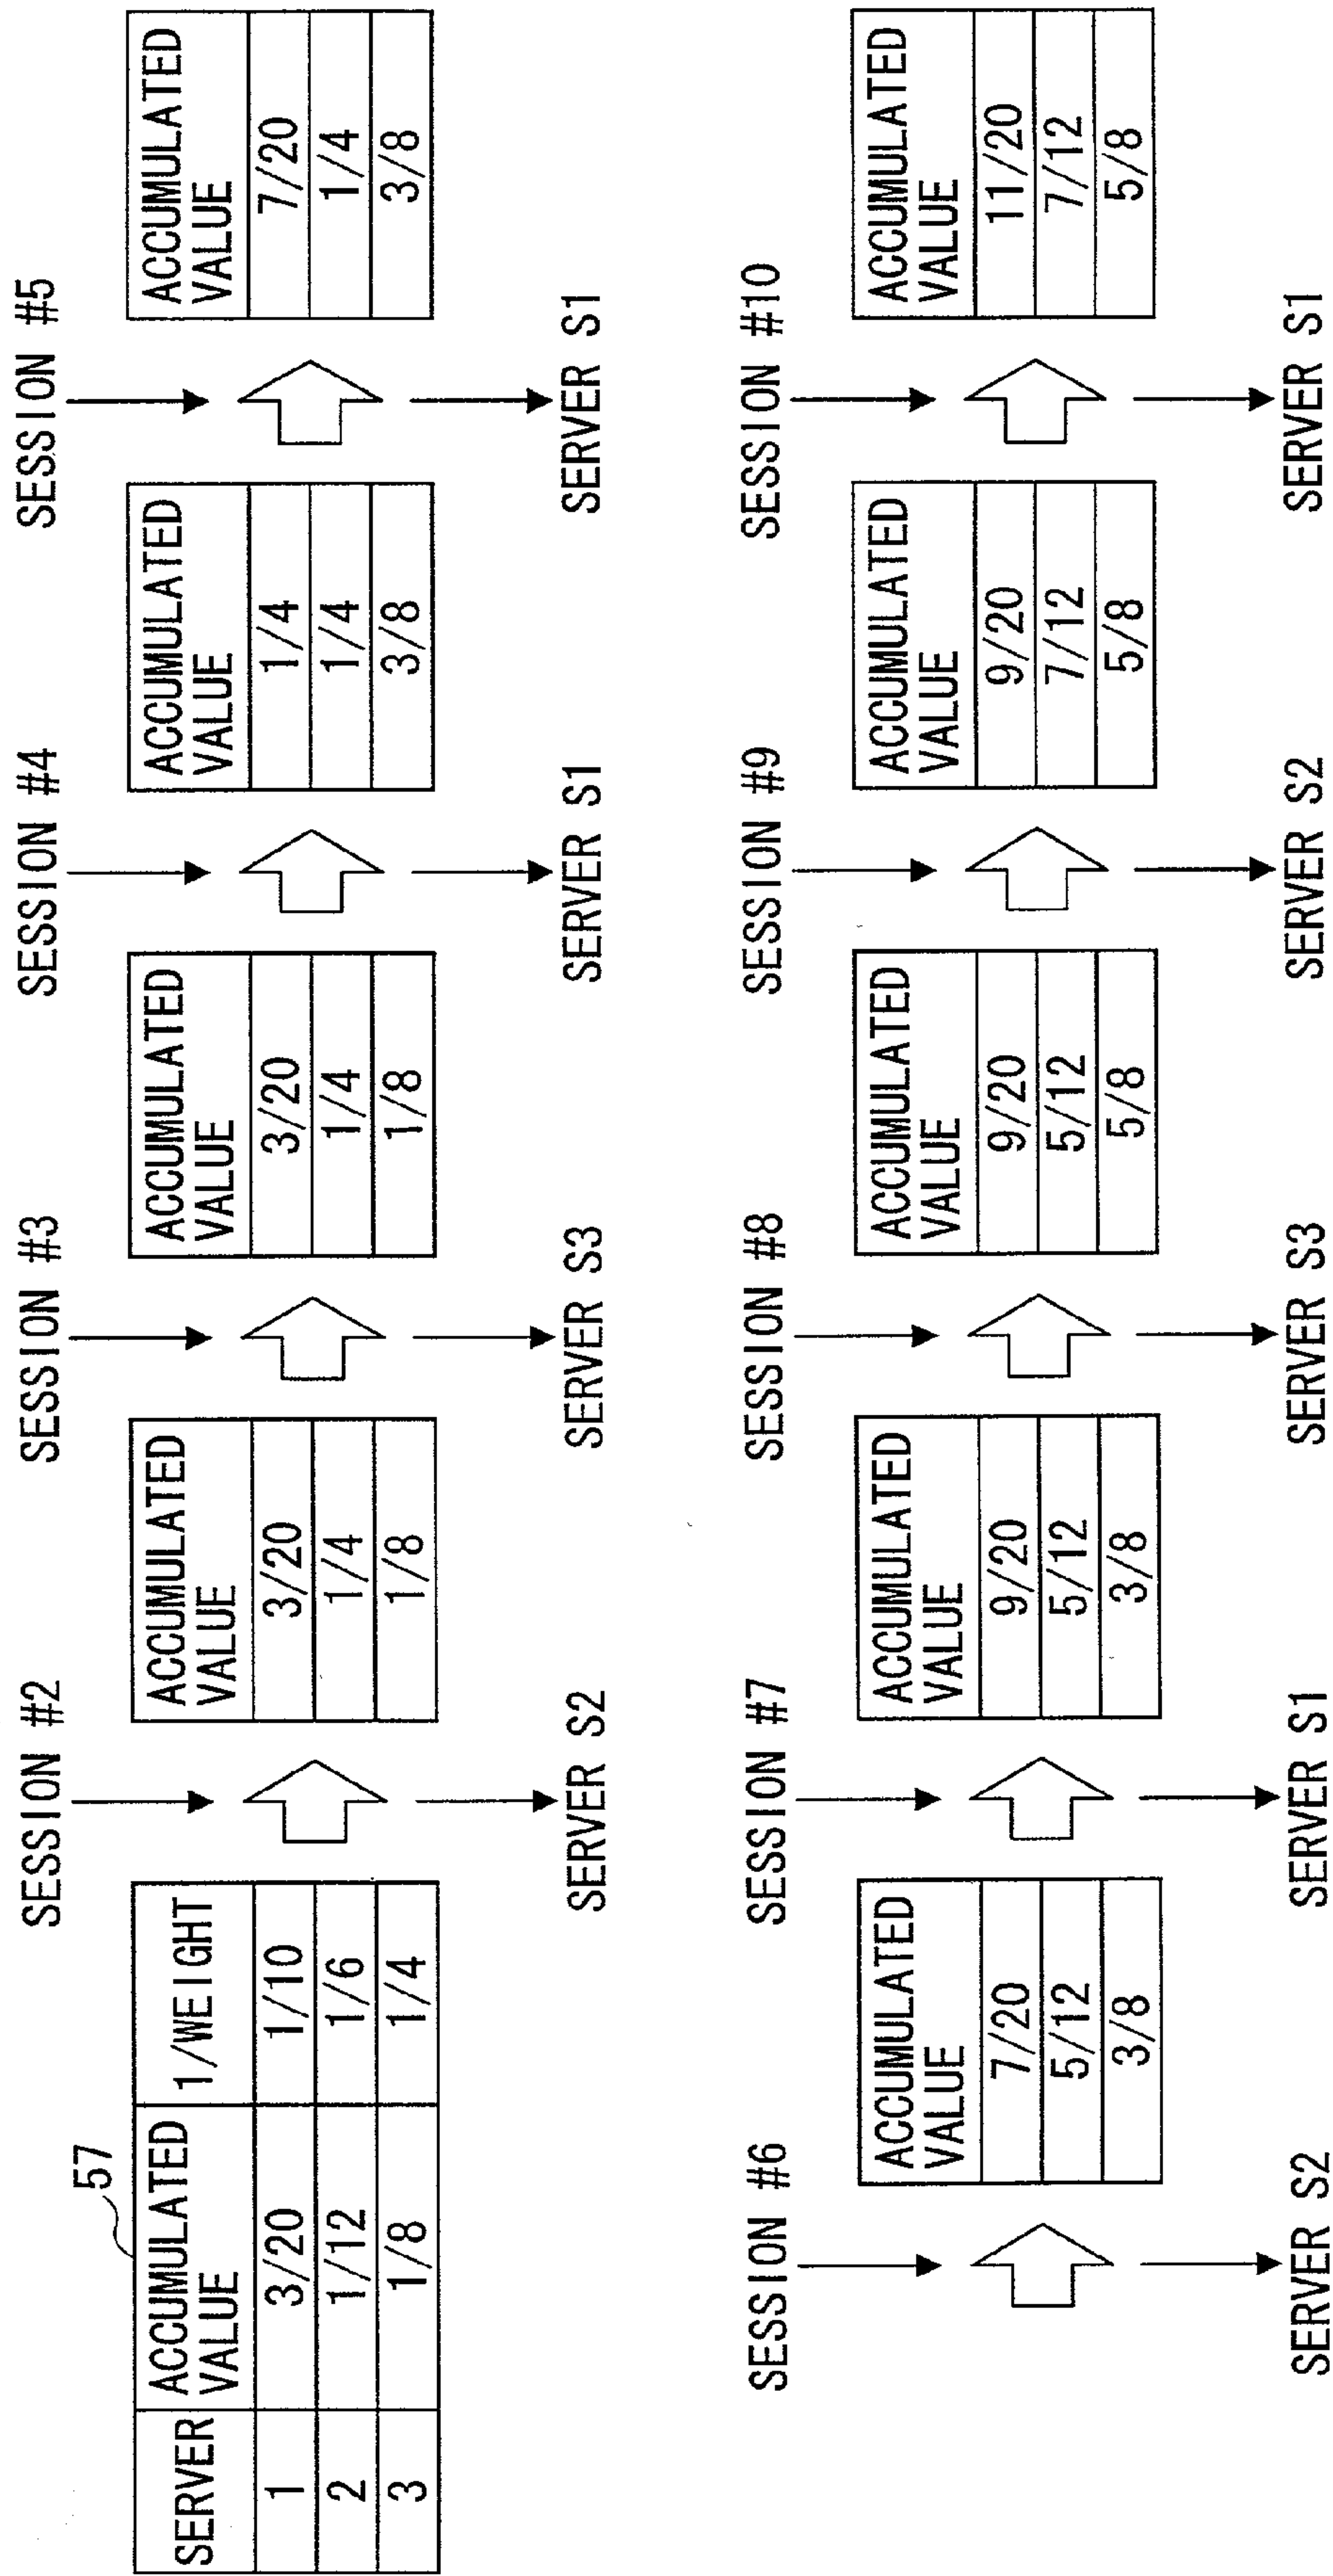 57
SERVER
ACCUMULATED
VALUE
1/WEIGHT
1
3/20
1/10
2
1/12
1/6
3
1/8
1/4
SESSION #2
SERVER S2
ACCUMULATED
VALUE
3/20
1/4
1/8
SESSION #3
SERVER S3
ACCUMULATED
VALUE
3/20
1/4
1/8
SESSION #4
SERVER S1
ACCUMULATED
VALUE
1/4
1/4
3/8
SESSION #5
SERVER S1
ACCUMULATED
VALUE
7/20
1/4
3/8
SESSION #6
SERVER S2
ACCUMULATED
VALUE
7/20
5/12
3/8
SESSION #7
SERVER S1
ACCUMULATED
VALUE
9/20
5/12
3/8
SESSION #8
SERVER S3
ACCUMULATED
VALUE
9/20
5/12
5/8
SESSION #9
SERVER S2
ACCUMULATED
VALUE
9/20
7/12
5/8
SESSION #10
SERVER S1
ACCUMULATED
VALUE
11/20
7/12
5/8